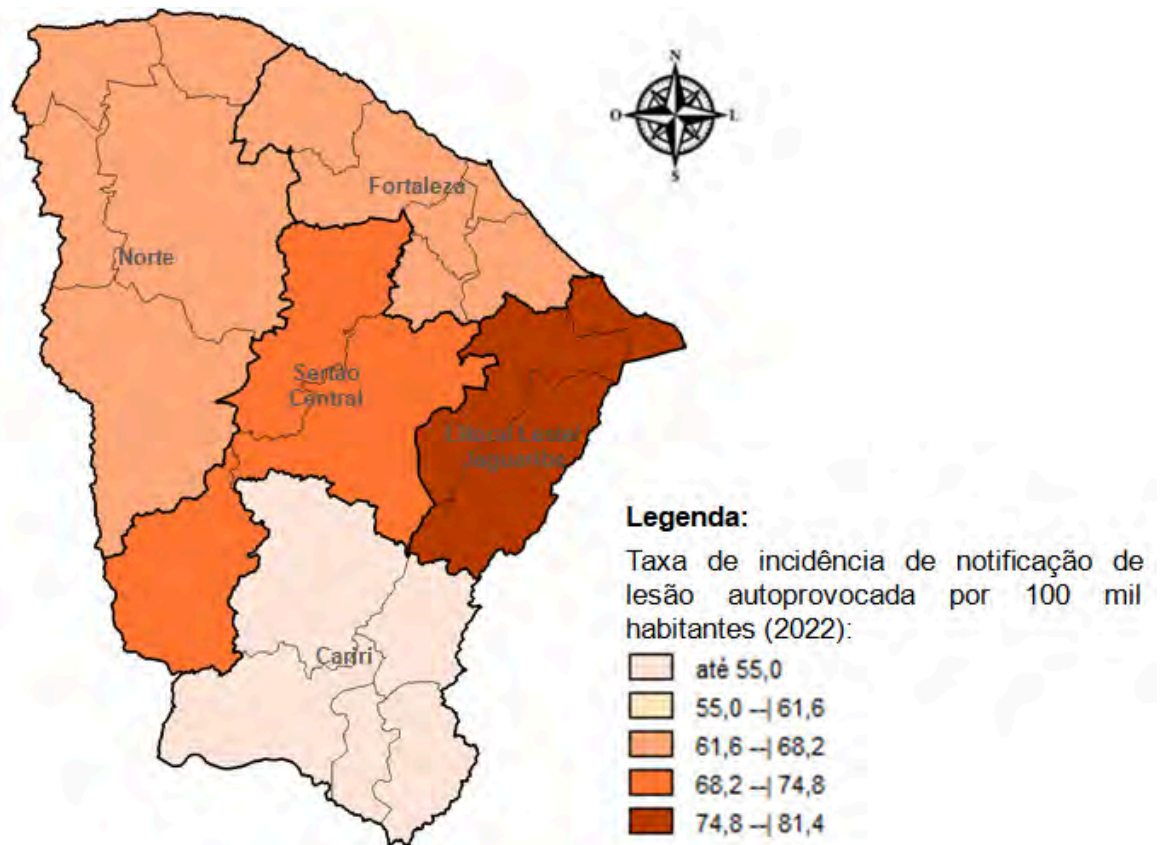 N
O
L
S
Fortaleza
Norte
Sertão
Central
Litoral Leste/
Jaguaribe
Cariri
Legenda:
Taxa de incidência de notificação de
lesão autoprovocada por 100 mil
habitantes (2022):
até 55,0
55,0 --| 61,6
61,6 --| 68,2
68,2 --| 74,8
74,8 --| 81,4